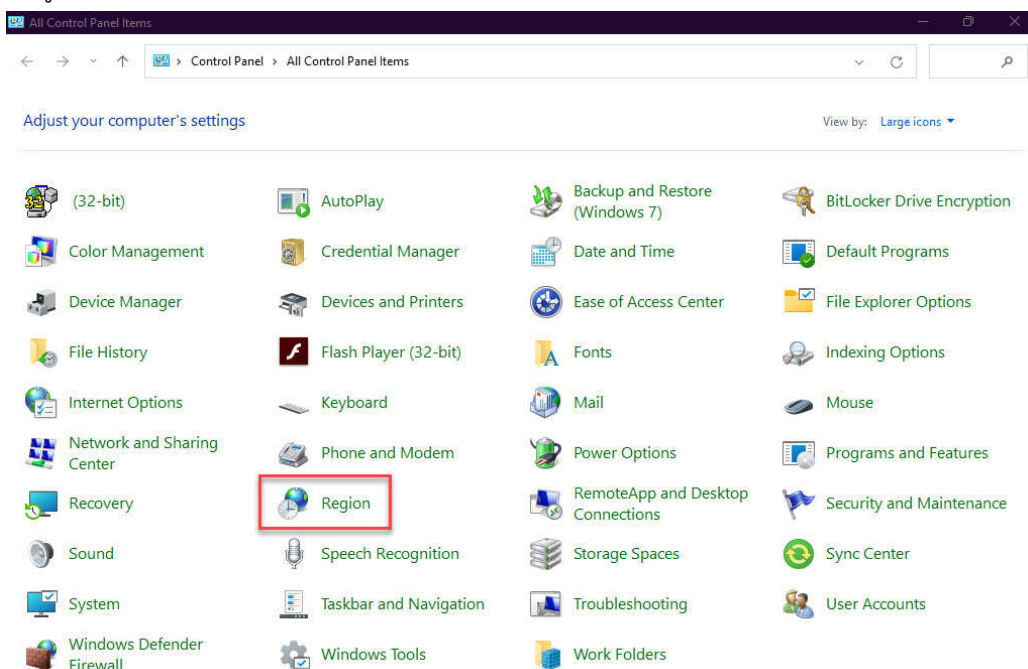 All Control Panel Items
Control Panel > All Control Panel Items
Adjust your computer's settings
View by: Large icons
(32-bit)
AutoPlay
Backup and Restore
(Windows 7)
BitLocker Drive Encryption
Color Management
Credential Manager
Date and Time
Default Programs
Device Manager
Devices and Printers
Ease of Access Center
File Explorer Options
File History
Flash Player (32-bit)
Fonts
Indexing Options
Internet Options
Keyboard
Mail
Mouse
Network and Sharing
Center
Phone and Modem
Power Options
Programs and Features
Recovery
Region
RemoteApp and Desktop
Connections
Security and Maintenance
Sound
Speech Recognition
Storage Spaces
Sync Center
System
Taskbar and Navigation
Troubleshooting
User Accounts
Windows Defender
Firewall
Windows Tools
Work Folders